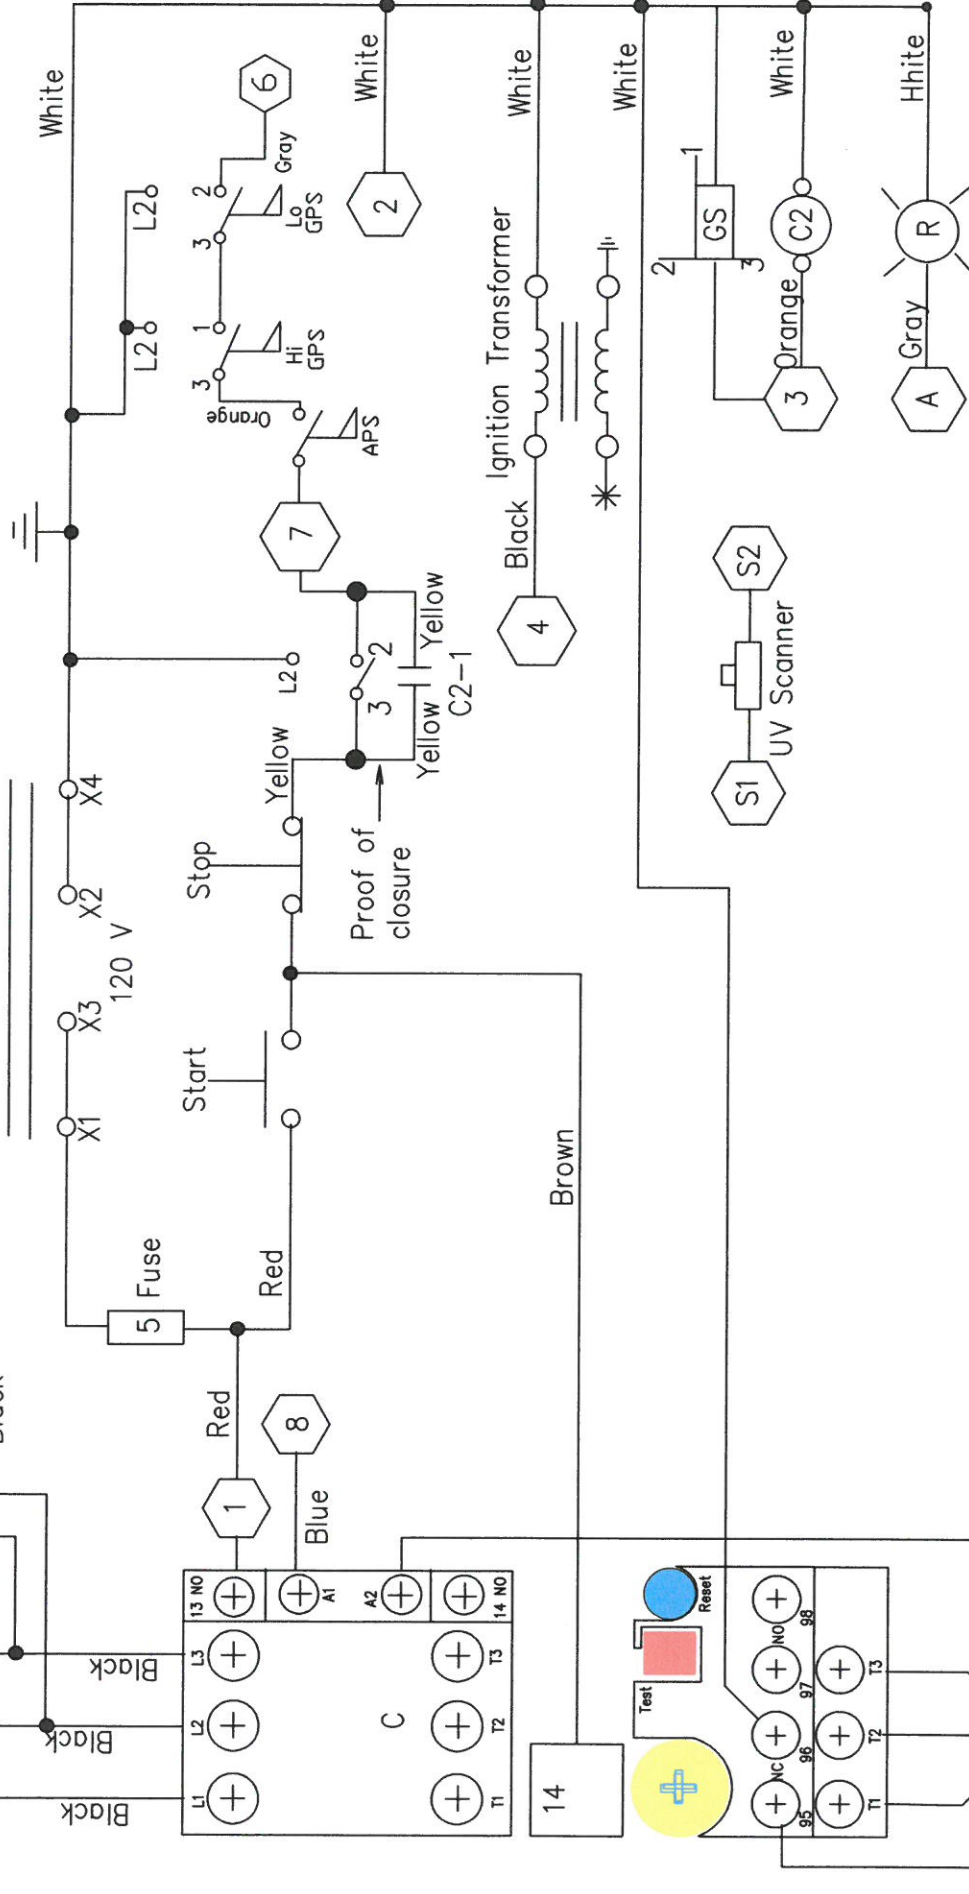 White
White
White
White
White
Hhite
6
Gray
L2
L2
2
Lo
GPS
3
1
Hi
GPS
3
Orange
APS
7
2
Ignition Transformer
Black
4
1
GS
2
3
C2
Orange
3
R
Gray
A
L2
Yellow
2
3
Yellow
Yellow
C2-1
S2
UV Scanner
S1
X4
X2
120 V
X3
X1
Stop
Proof of
closure
Start
Brown
5
Fuse
Red
Red
1
8
Blue
13 NO
A1
A2
14 NO
L3
L2
L1
C
T3
T2
T1
Black
Black
Black
14
Test
Reset
NO
98
97
NC
96
95
T3
T2
T1